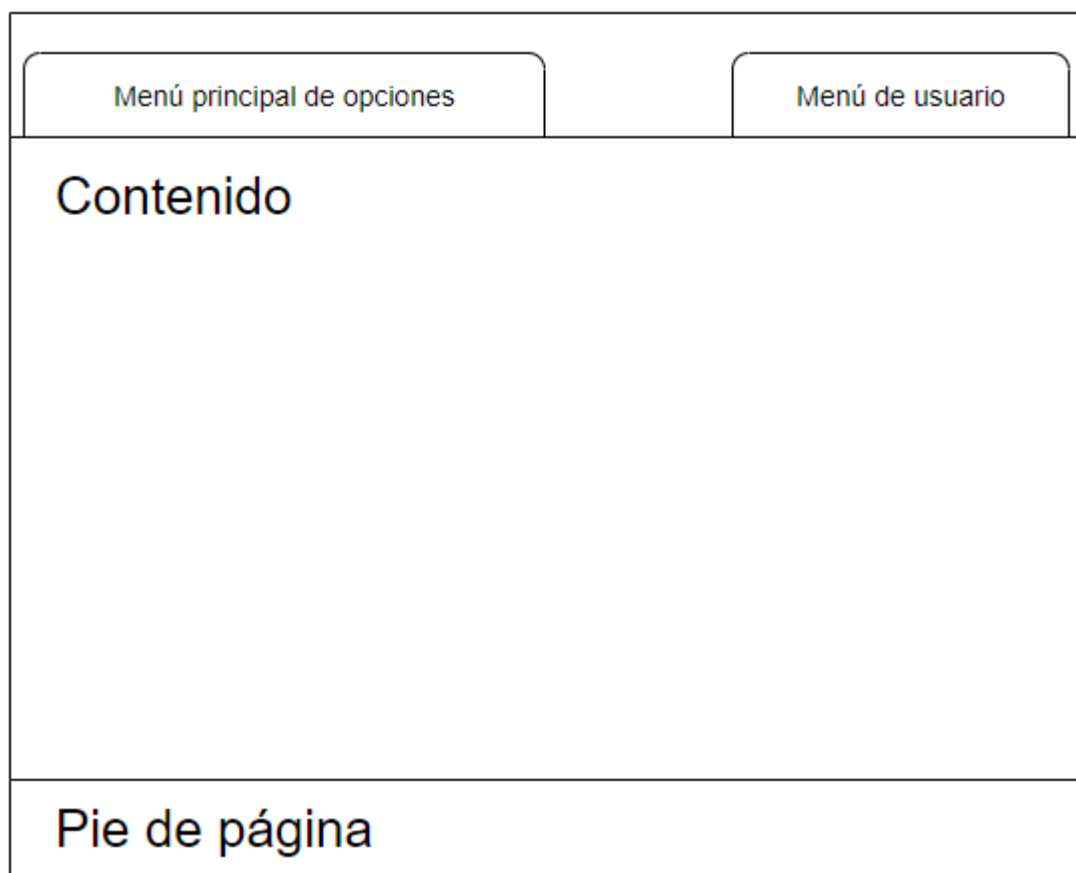 Menú principal de opciones
Menú de usuario
Contenido
Pie de página